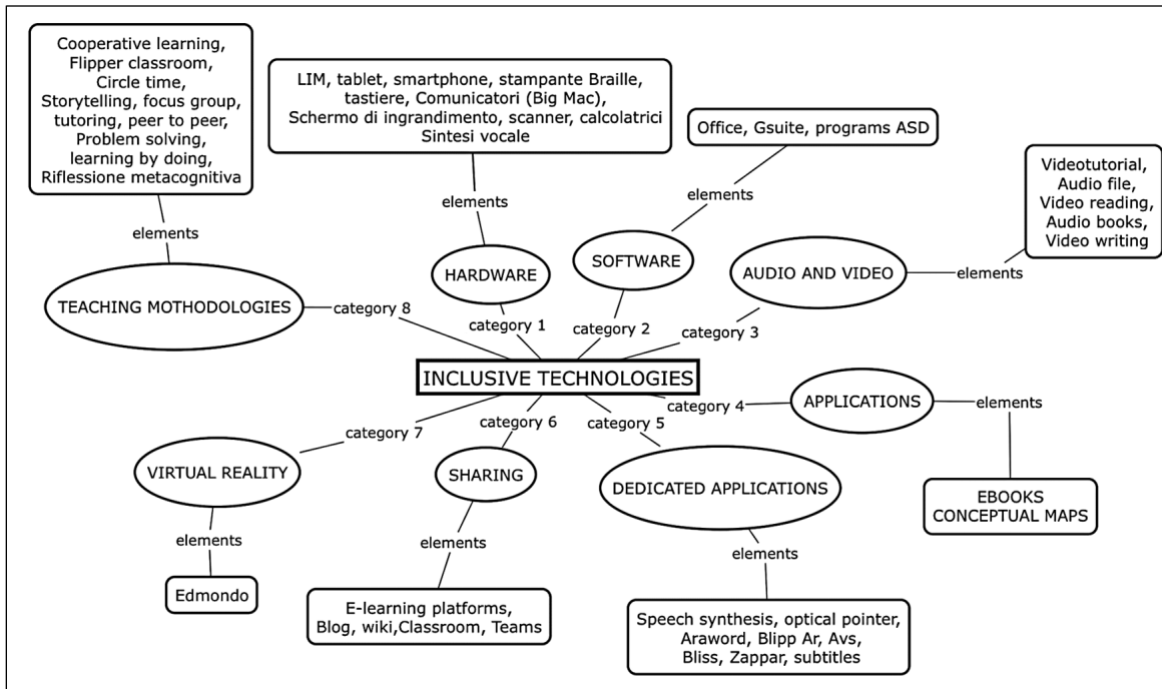 Cooperative learning,
Flipper classroom,
Circle time,
Storytelling, focus group,
tutoring, peer to peer,
Problem solving,
learning by doing,
Riflessione metacognitiva
LIM, tablet, smartphone, stampante Braille,
tastiere, Comunicatori (Big Mac),
Schermo di ingrandimento, scanner, calcolatrici
Sintesi vocale
Office, Gsuite, programs ASD
Videotutorial,
Audio file,
Video reading,
Audio books,
Video writing
elements
elements
elements
elements
TEACHING MOTHODOLOGIES
HARDWARE
SOFTWARE
AUDIO AND VIDEO
category 8
category 1
category 2
category 3
INCLUSIVE TECHNOLOGIES
category 7
category 6
category 5
category 4
APPLICATIONS
elements
VIRTUAL REALITY
SHARING
DEDICATED APPLICATIONS
EBOOKS
CONCEPTUAL MAPS
elements
elements
elements
Edmondo
E-learning platforms,
Blog, wiki,Classroom, Teams
Speech synthesis, optical pointer,
Araword, Blipp Ar, Avs,
Bliss, Zappar, subtitles